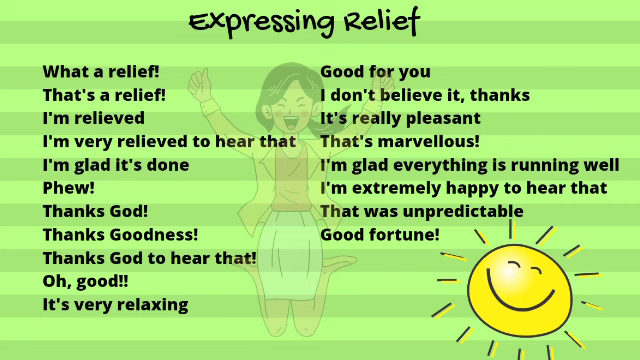 Expressing Relief
What a relief!
That's a relief!
I'm relieved
I'm very relieved to hear that
I'm glad it's done
Phew!
Thanks God!
Thanks Goodness!
Thanks God to hear that!
Oh, good!!
It's very relaxing
Good for you
I don't believe it, thanks
It's really pleasant
That's marvellous!
I'm glad everything is running well
I'm extremely happy to hear that
That was unpredictable
Good fortune!